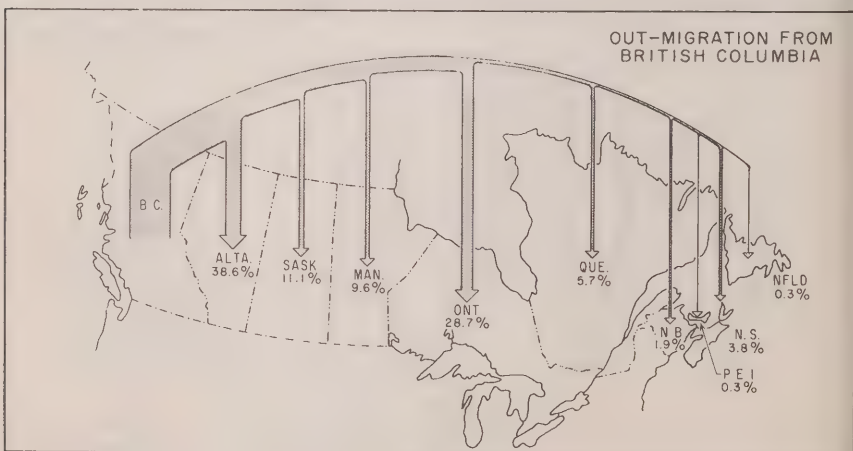 OUT-MIGRATION FROM
BRITISH COLUMBIA
B C.
ALTA.
38.6%
SASK
11.1%
MAN.
9.6%
ONT
28.7%
QUE.
5.7%
N B
1.9%
P E I
0.3%
N.S.
3.8%
NFLD
0.3%